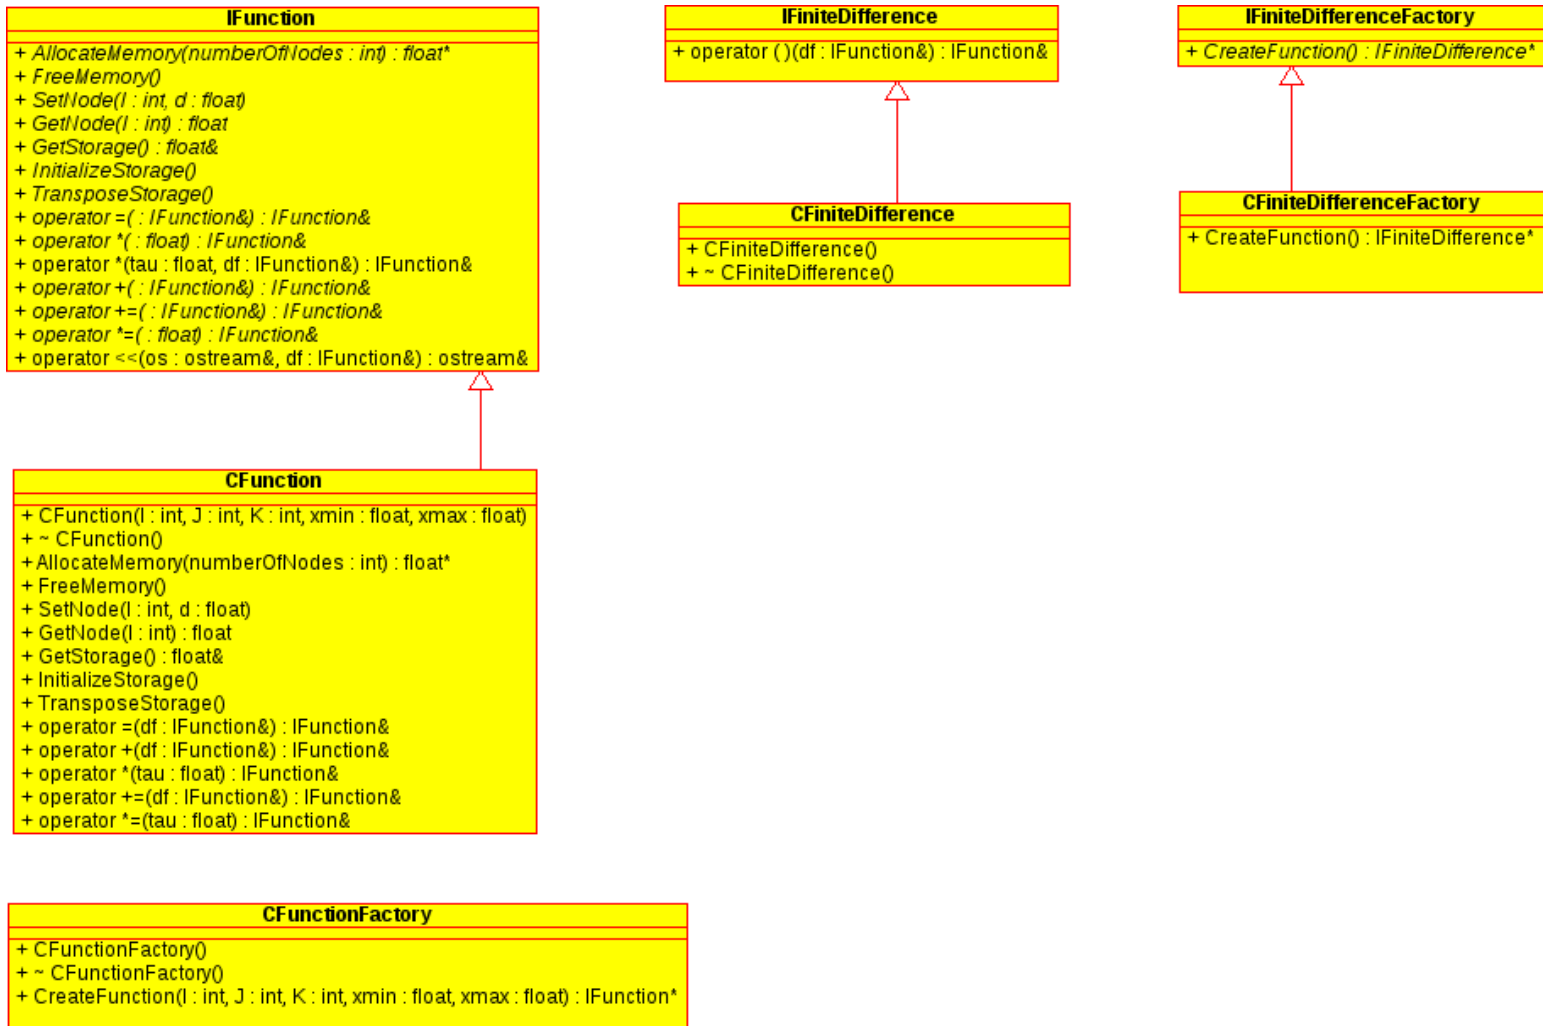 IFunction
+ AllocateMemory(numberOfNodes : int) : float*
+ FreeMemory()
+ SetNode(I : int, d : float)
+ GetNode(I : int) : float
+ GetStorage() : float&
+ InitializeStorage()
+ TransposeStorage()
+ operator =( : IFunction&) : IFunction&
+ operator *( : float) : IFunction&
+ operator *(tau : float, df : IFunction&) : IFunction&
+ operator +( : IFunction&) : IFunction&
+ operator +=( : IFunction&) : IFunction&
+ operator *=( : float) : IFunction&
+ operator <<(os : ostream&, df : IFunction&) : ostream&
IFiniteDifference
+ operator ( )(df : IFunction&) : IFunction&
IFiniteDifferenceFactory
+ CreateFunction() : IFiniteDifference*
CFiniteDifference
+ CFiniteDifference()
+ ~ CFiniteDifference()
CFiniteDifferenceFactory
+ CreateFunction() : IFiniteDifference*
CFunction
+ CFunction(I : int, J : int, K : int, xmin : float, xmax : float)
+ ~ CFunction()
+ AllocateMemory(numberOfNodes : int) : float*
+ FreeMemory()
+ SetNode(I : int, d : float)
+ GetNode(I : int) : float
+ GetStorage() : float&
+ InitializeStorage()
+ TransposeStorage()
+ operator =(df : IFunction&) : IFunction&
+ operator +(df : IFunction&) : IFunction&
+ operator *(tau : float) : IFunction&
+ operator +=(df : IFunction&) : IFunction&
+ operator *=(tau : float) : IFunction&
CFunctionFactory
+ CFunctionFactory()
+ ~ CFunctionFactory()
+ CreateFunction(I : int, J : int, K : int, xmin : float, xmax : float) : IFunction*